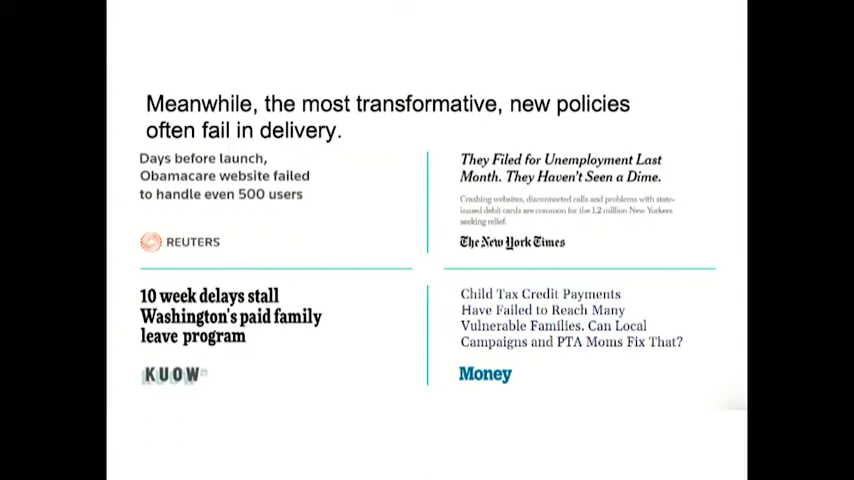 Meanwhile, the most transformative, new policies
often fail in delivery.
Days before launch,
Obamacare website failed
to handle even 500 users
REUTERS
They Filed for Unemployment Last
Month. They Haven't Seen a Dime.
Crashing websites, disconnected calls and problems with state-
issued debit cards are common for the 1.2 million New Yorkers
seeking relief.
The New York Times
10 week delays stall
Washington's paid family
leave program
KUOW
Child Tax Credit Payments
Have Failed to Reach Many
Vulnerable Families. Can Local
Campaigns and PTA Moms Fix That?
Money